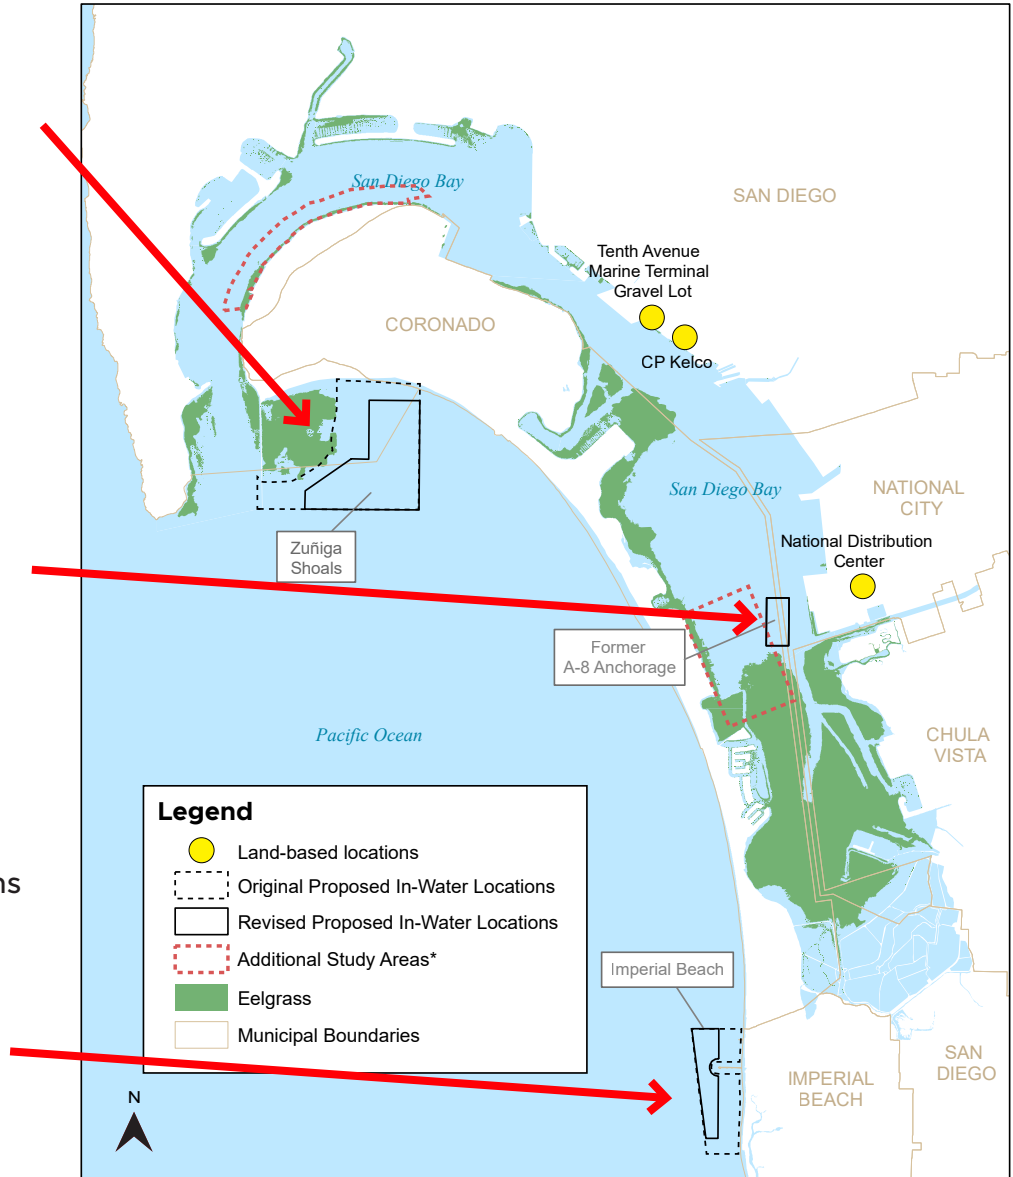 San Diego Bay
SAN DIEGO
Tenth Avenue
Marine Terminal
Gravel Lot
CORONADO
CP Kelco
San Diego Bay
NATIONAL
CITY
Zuñiga
Shoals
National Distribution
Center
Former
A-8 Anchorage
Pacific Ocean
CHULA
VISTA
Legend
Land-based locations
Original Proposed In-Water Locations
Revised Proposed In-Water Locations
Additional Study Areas*
Eelgrass
Municipal Boundaries
ns
Imperial Beach
SAN
DIEGO
IMPERIAL
BEACH
N